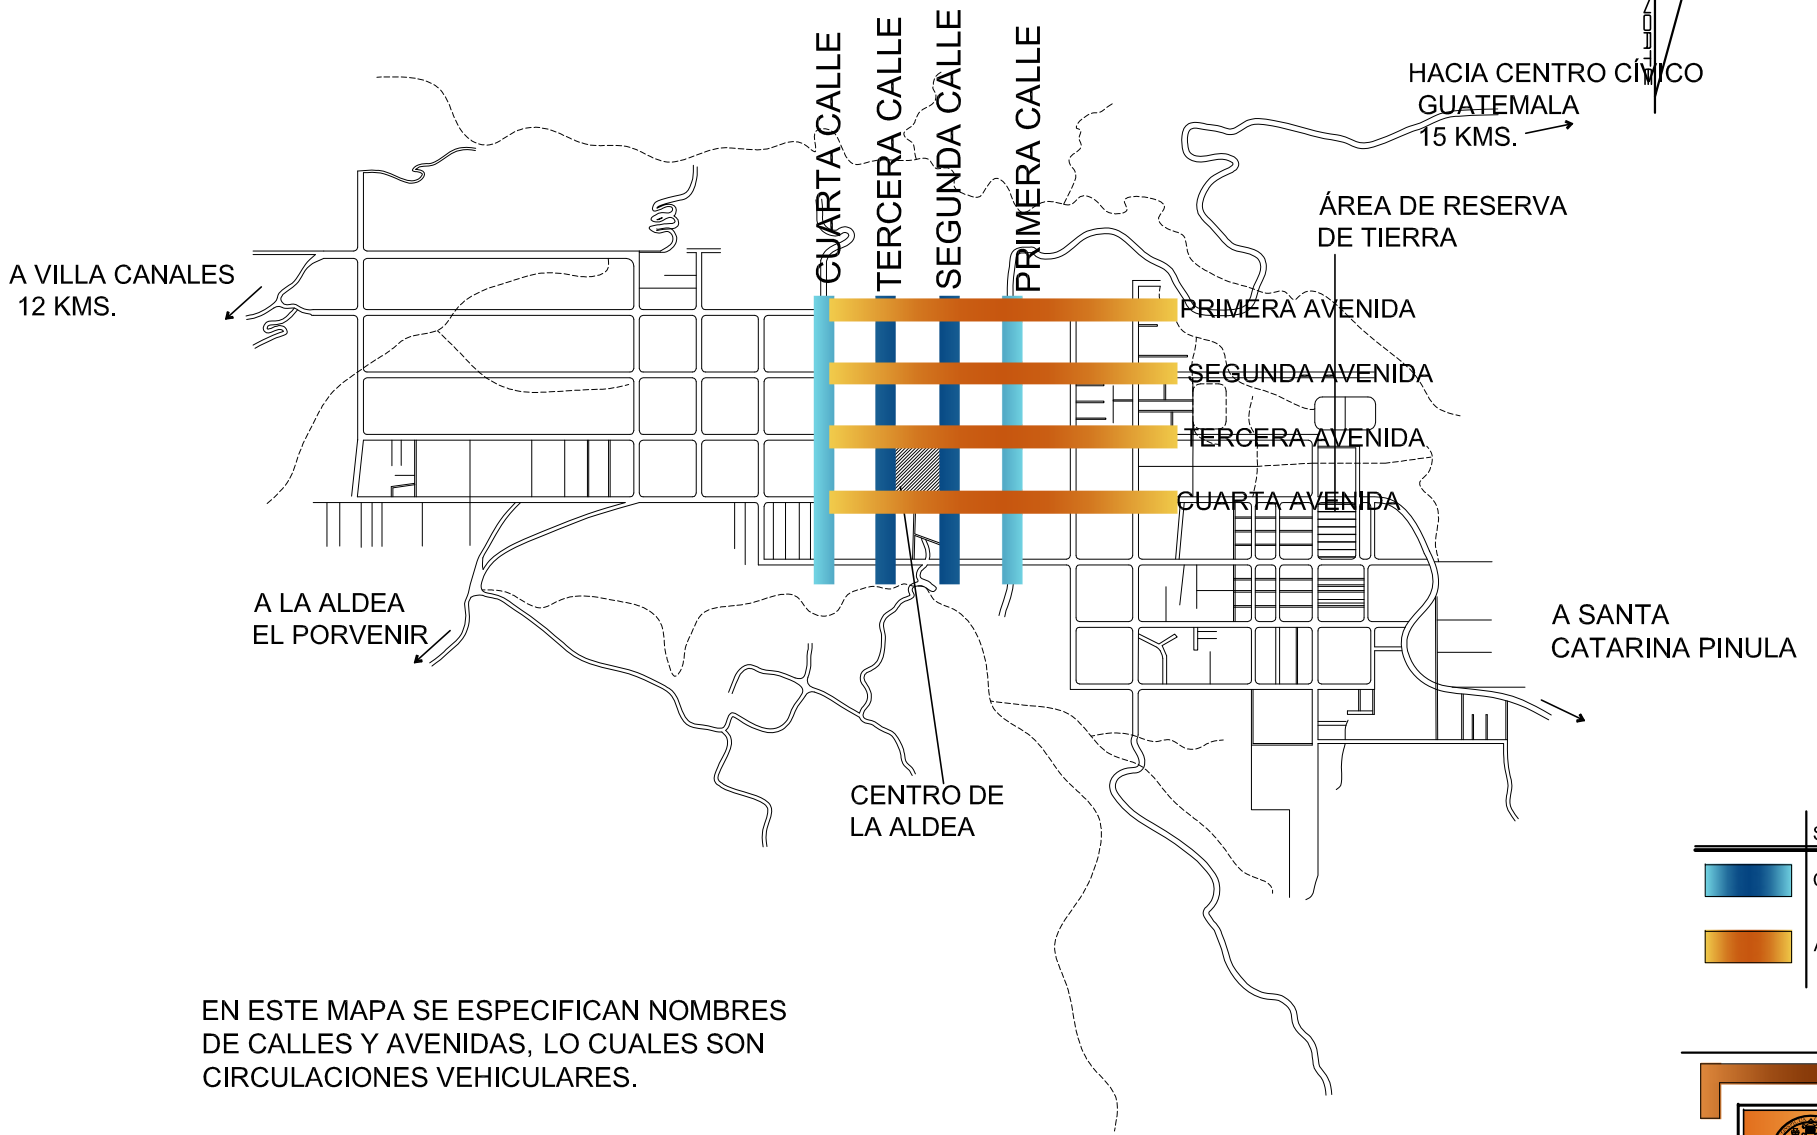 NORTE
HACIA CENTRO CÍVICO
GUATEMALA
15 KMS.
CUARTA CALLE
TERCERA CALLE
SEGUNDA CALLE
PRIMERA CALLE
ÁREA DE RESERVA
DE TIERRA
A VILLA CANALES
12 KMS.
PRIMERA AVENIDA
SEGUNDA AVENIDA
TERCERA AVENIDA
CUARTA AVENIDA
A LA ALDEA
EL PORVENIR
A SANTA
CATARINA PINULA
CENTRO DE
LA ALDEA
EN ESTE MAPA SE ESPECIFICAN NOMBRES
DE CALLES Y AVENIDAS, LO CUALES SON
CIRCULACIONES VEHICULARES.